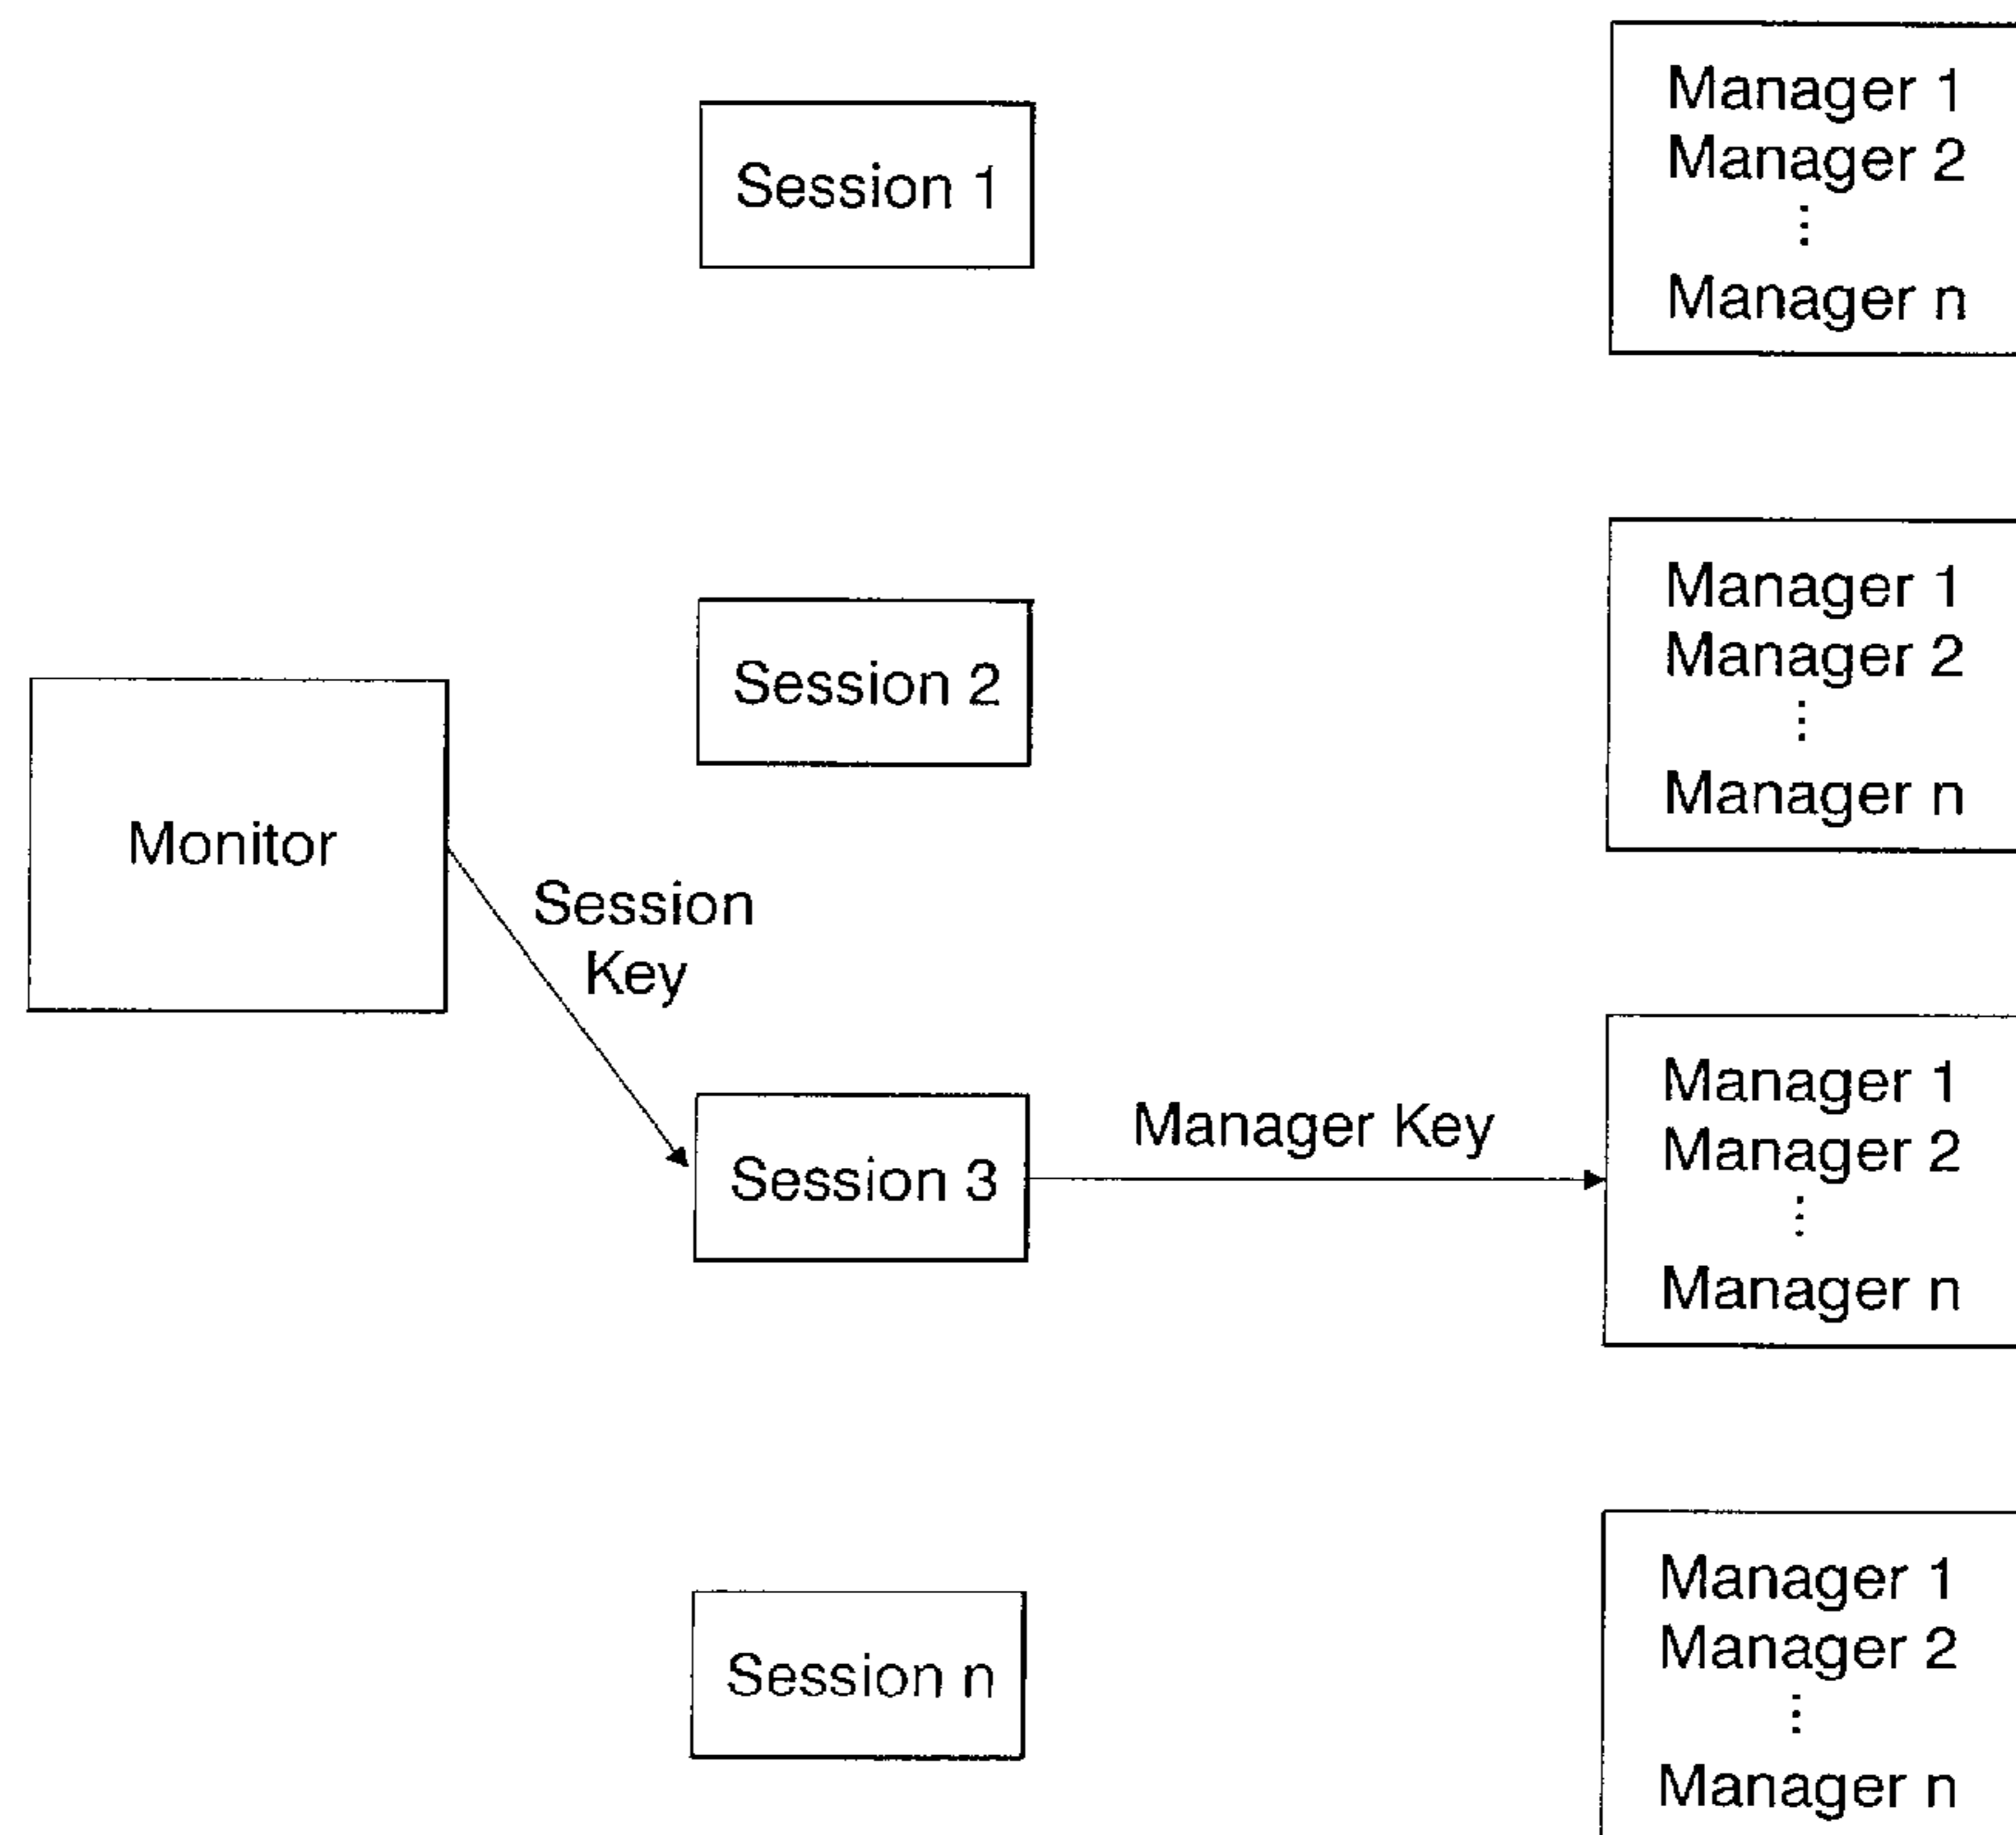 Session 1
Manager 1
Manager 2
⋮
Manager n
Session 2
Manager 1
Manager 2
⋮
Manager n
Monitor
Session
Key
Session 3
Manager Key
Manager 1
Manager 2
⋮
Manager n
Session n
Manager 1
Manager 2
⋮
Manager n